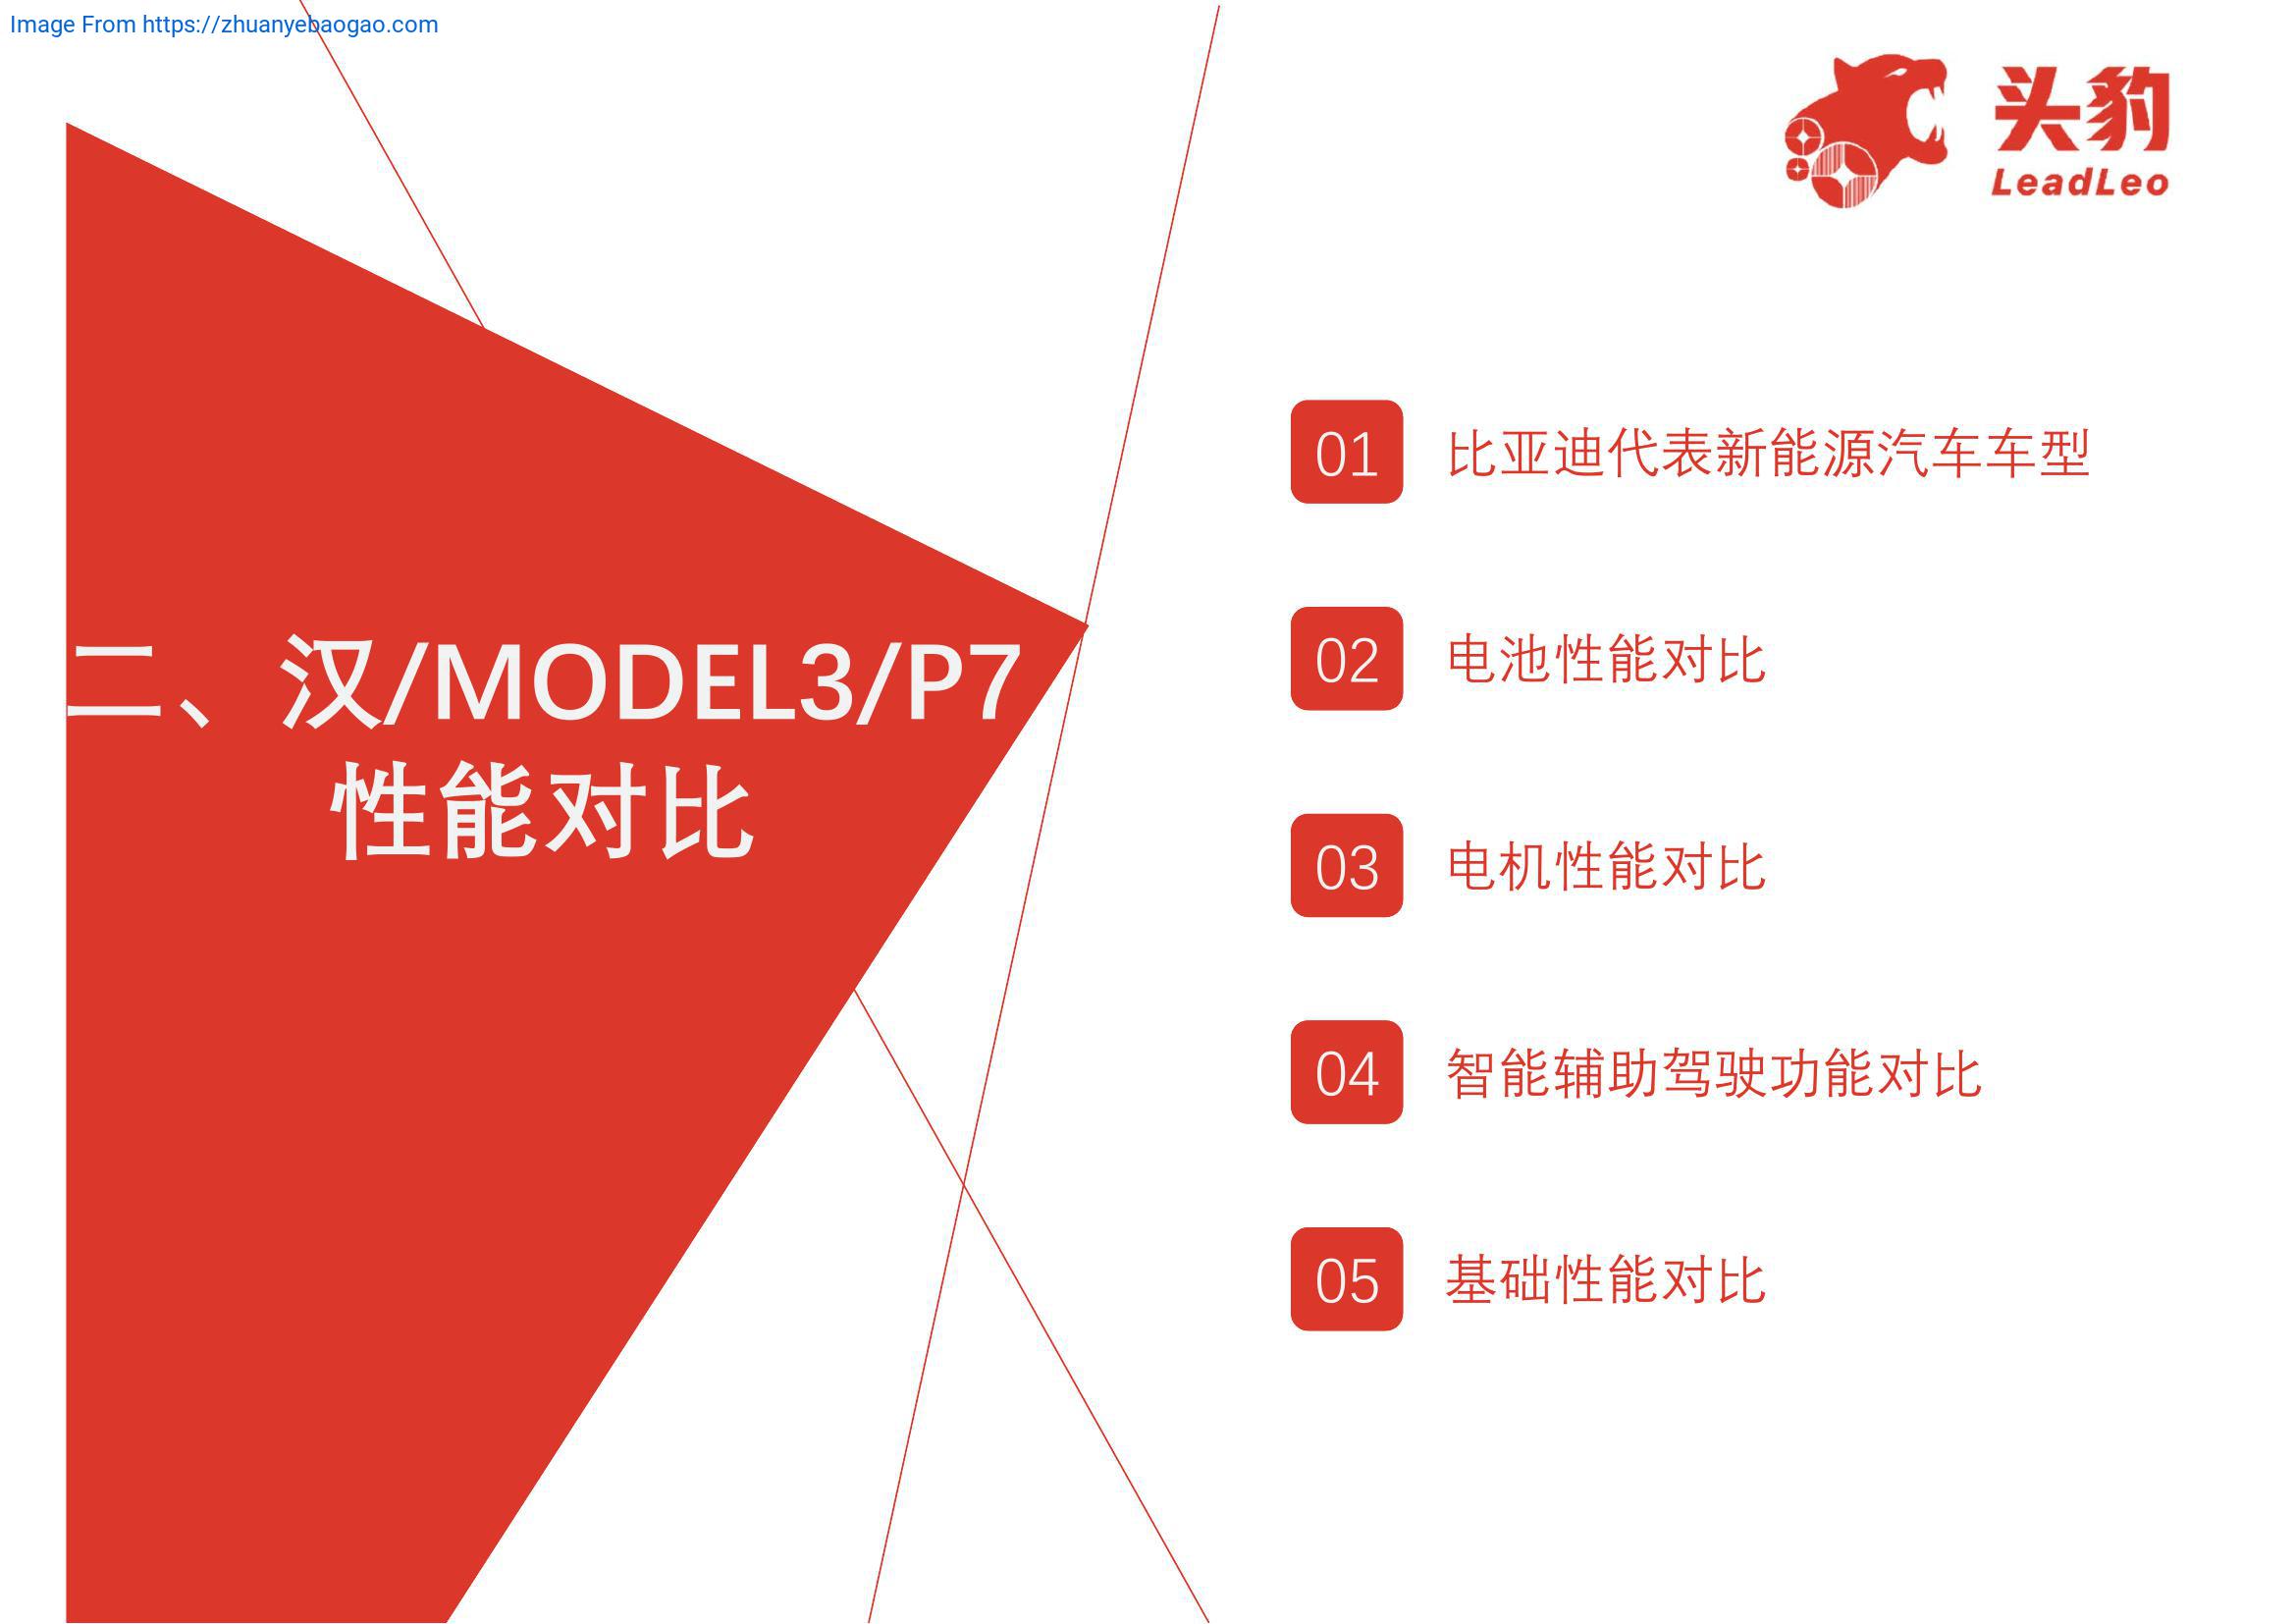 Image From https://zhuanyebaogao.com
头豹
LeadLeo
二、汉/MODEL3/P7
性能对比
01 比亚迪代表新能源汽车车型
02 电池性能对比
03 电机性能对比
04 智能辅助驾驶功能对比
05 基础性能对比